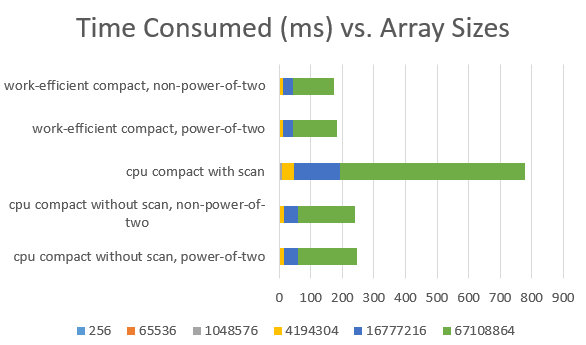 Time Consumed (ms) vs. Array Sizes
work-efficient compact, non-power-of-two
work-efficient compact, power-of-two
cpu compact with scan
cpu compact without scan, non-power-of-
two
cpu compact without scan, power-of-two
0 100 200 300 400 500 600 700 800 900
256 65536 1048576 4194304 16777216 67108864